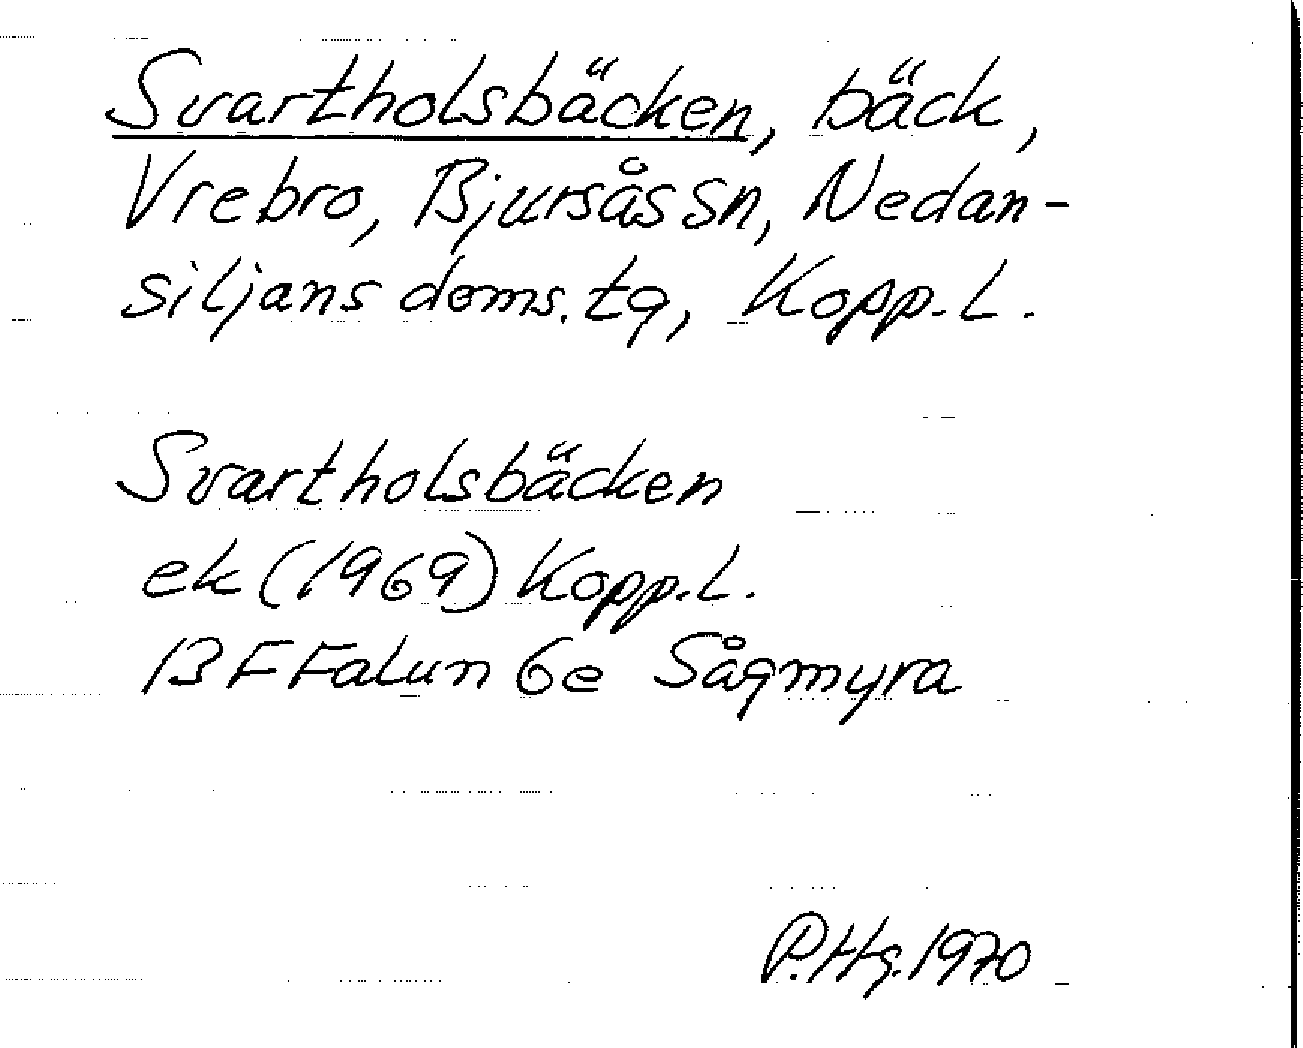 Svartholsbäcken, bäck,
Vrebro, Bjursås sn, Nedan-
siljans doms. tg, Kopp. L.
Svartholsbäcken
ek (1969) Kopp. L.
13 F Falun 6e Sågmyra
P. Hg. 1970